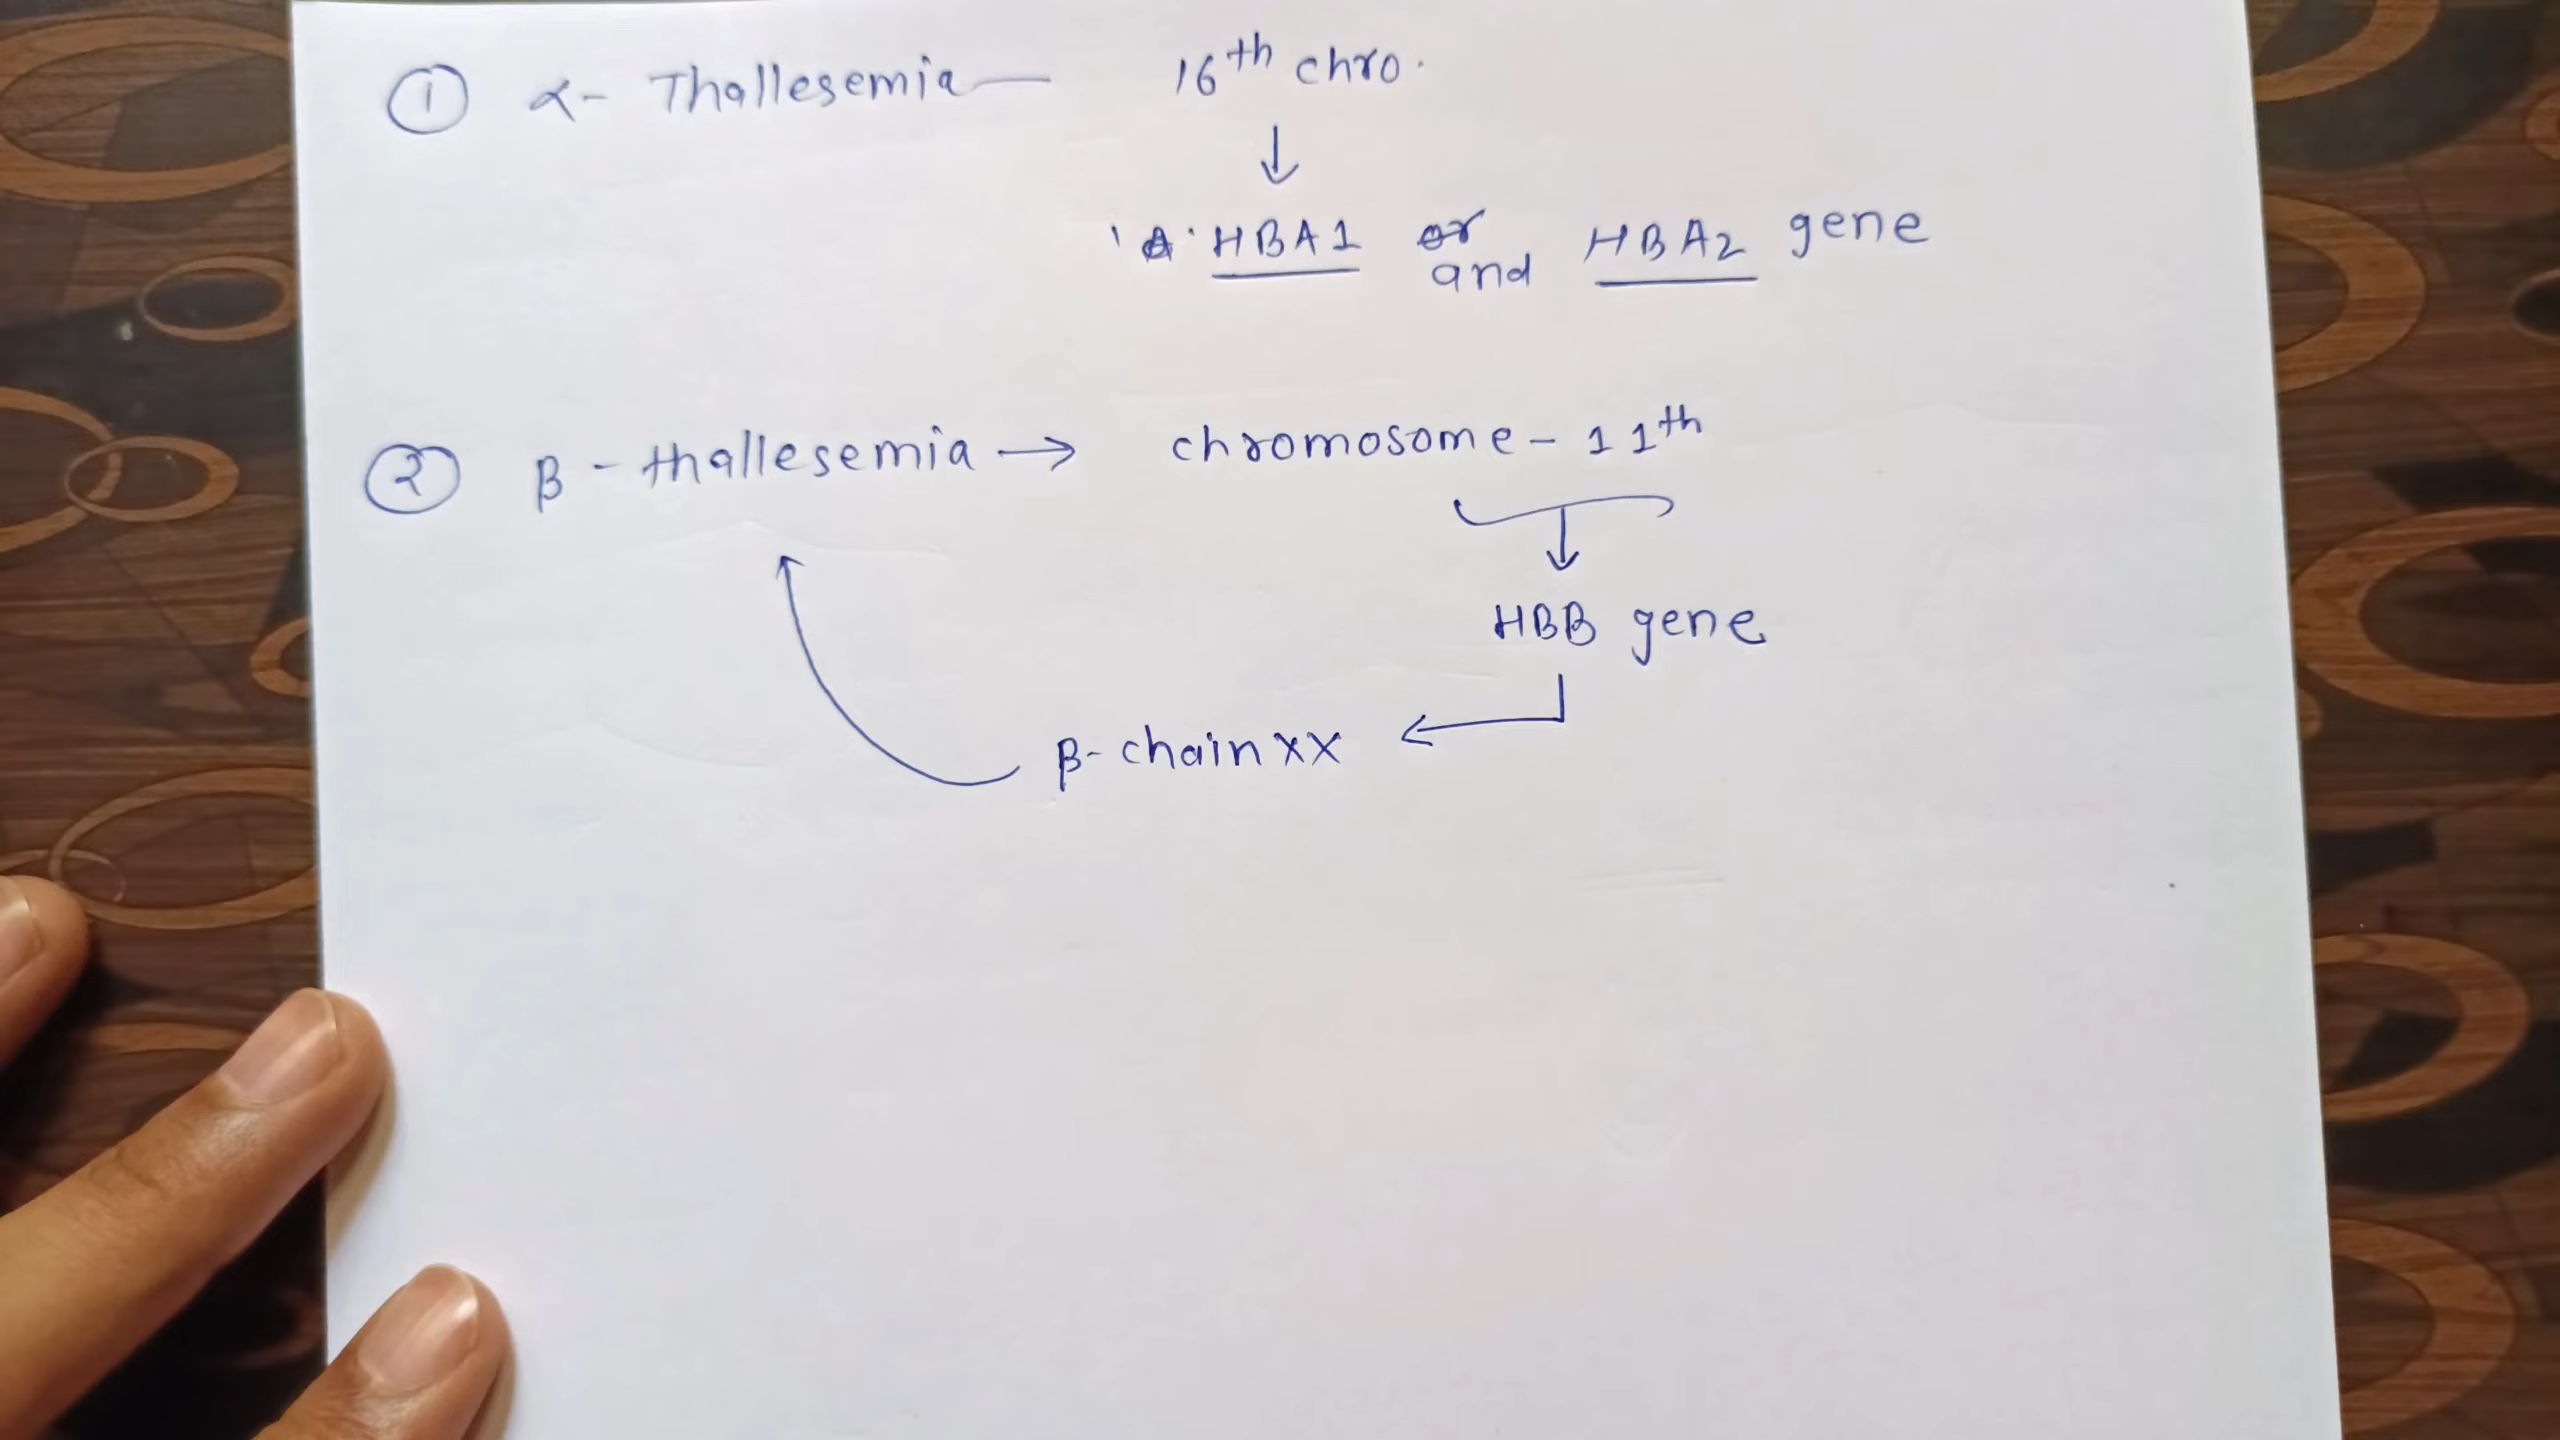 ① α- Thallesemia — 16th chro.
↓
' A ' HBA1 or and HBA2 gene
② β - thallesemia → chromosome - 11th
↓
HBB gene
β- chain xx ←